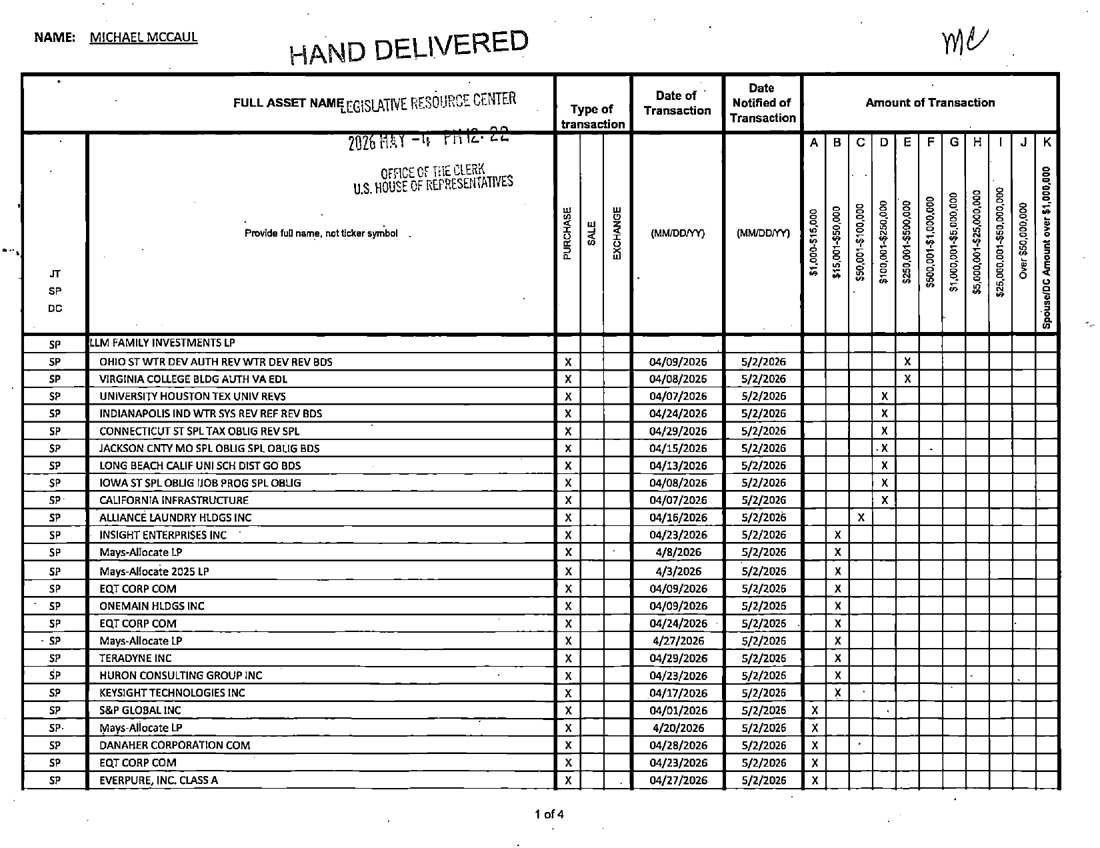 NAME: MICHAEL MCCAUL
HAND DELIVERED
MC
FULL ASSET NAME
LEGISLATIVE RESOURCE CENTER
2026 MAY -4 PM 12: 22
OFFICE OF THE CLERK
U.S. HOUSE OF REPRESENTATIVES
Type of transaction
Date of Transaction
Date Notified of Transaction
Amount of Transaction
A B C D E F G H I J K
JT
SP
DC
Provide full name, not ticker symbol
PURCHASE
SALE
EXCHANGE
(MM/DD/YY)
(MM/DD/YY)
$1,000-$15,000
$15,001-$50,000
$50,001-$100,000
$100,001-$250,000
$250,001-$500,000
$500,001-$1,000,000
$1,000,001-$5,000,000
$5,000,001-$25,000,000
$25,000,001-$50,000,000
Over $50,000,000
Spouse/DC Amount over $1,000,000
SP LLM FAMILY INVESTMENTS LP
SP OHIO ST WTR DEV AUTH REV WTR DEV REV BDS X 04/09/2026 5/2/2026 X
SP VIRGINIA COLLEGE BLDG AUTH VA EDL X 04/08/2026 5/2/2026 X
SP UNIVERSITY HOUSTON TEX UNIV REVS X 04/07/2026 5/2/2026 X
SP INDIANAPOLIS IND WTR SYS REV REF REV BDS X 04/24/2026 5/2/2026 X
SP CONNECTICUT ST SPL TAX OBLIG REV SPL X 04/29/2026 5/2/2026 X
SP JACKSON CNTY MO SPL OBLIG SPL OBLIG BDS X 04/15/2026 5/2/2026 X
SP LONG BEACH CALIF UNI SCH DIST GO BDS X 04/13/2026 5/2/2026 X
SP IOWA ST SPL OBLIG IJOB PROG SPL OBLIG X 04/08/2026 5/2/2026 X
SP CALIFORNIA INFRASTRUCTURE X 04/07/2026 5/2/2026 X
SP ALLIANCE LAUNDRY HLDGS INC X 04/16/2026 5/2/2026 X
SP INSIGHT ENTERPRISES INC X 04/23/2026 5/2/2026 X
SP Mays-Allocate LP X 4/8/2026 5/2/2026 X
SP Mays-Allocate 2025 LP X 4/3/2026 5/2/2026 X
SP EQT CORP COM X 04/09/2026 5/2/2026 X
SP ONEMAIN HLDGS INC X 04/09/2026 5/2/2026 X
SP EQT CORP COM X 04/24/2026 5/2/2026 X
SP Mays-Allocate LP X 4/27/2026 5/2/2026 X
SP TERADYNE INC X 04/29/2026 5/2/2026 X
SP HURON CONSULTING GROUP INC X 04/23/2026 5/2/2026 X
SP KEYSIGHT TECHNOLOGIES INC X 04/17/2026 5/2/2026 X
SP S&P GLOBAL INC X 04/01/2026 5/2/2026 X
SP Mays-Allocate LP X 4/20/2026 5/2/2026 X
SP DANAHER CORPORATION COM X 04/28/2026 5/2/2026 X
SP EQT CORP COM X 04/23/2026 5/2/2026 X
SP EVERPURE, INC. CLASS A X 04/27/2026 5/2/2026 X
1 of 4